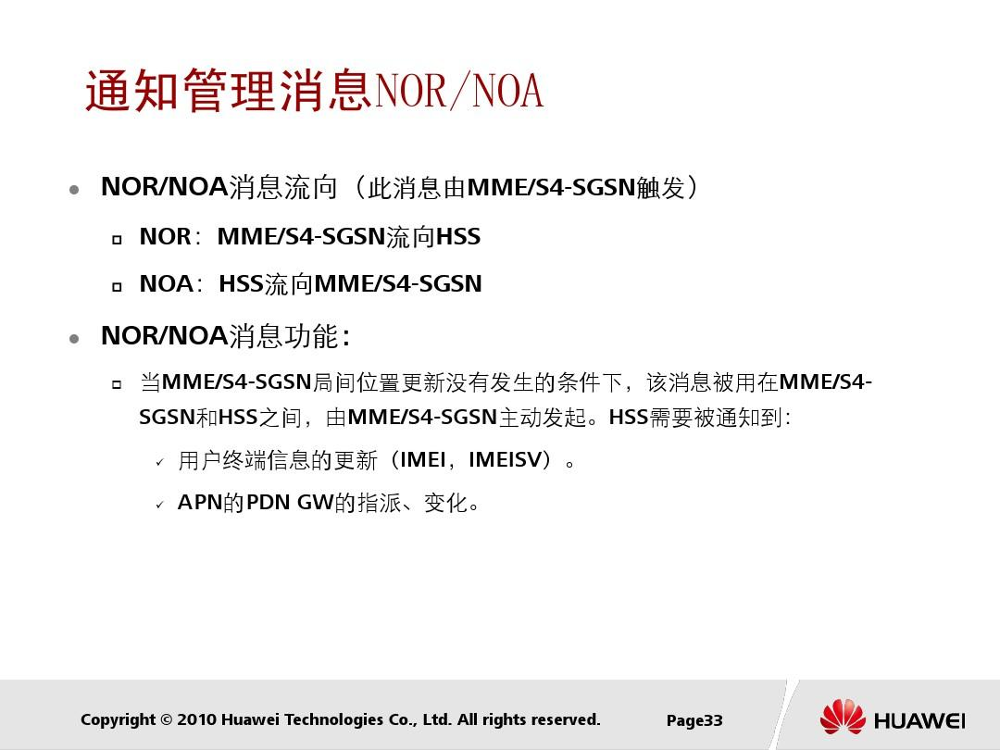 通知管理消息NOR/NOA
NOR/NOA消息流向（此消息由MME/S4-SGSN触发）
NOR：MME/S4-SGSN流向HSS
NOA：HSS流向MME/S4-SGSN
NOR/NOA消息功能：
当MME/S4-SGSN局间位置更新没有发生的条件下，该消息被用在MME/S4-
SGSN和HSS之间，由MME/S4-SGSN主动发起。HSS需要被通知到：
用户终端信息的更新（IMEI，IMEISV）。
APN的PDN GW的指派、变化。
Copyright © 2010 Huawei Technologies Co., Ltd. All rights reserved.
Page33
HUAWEI